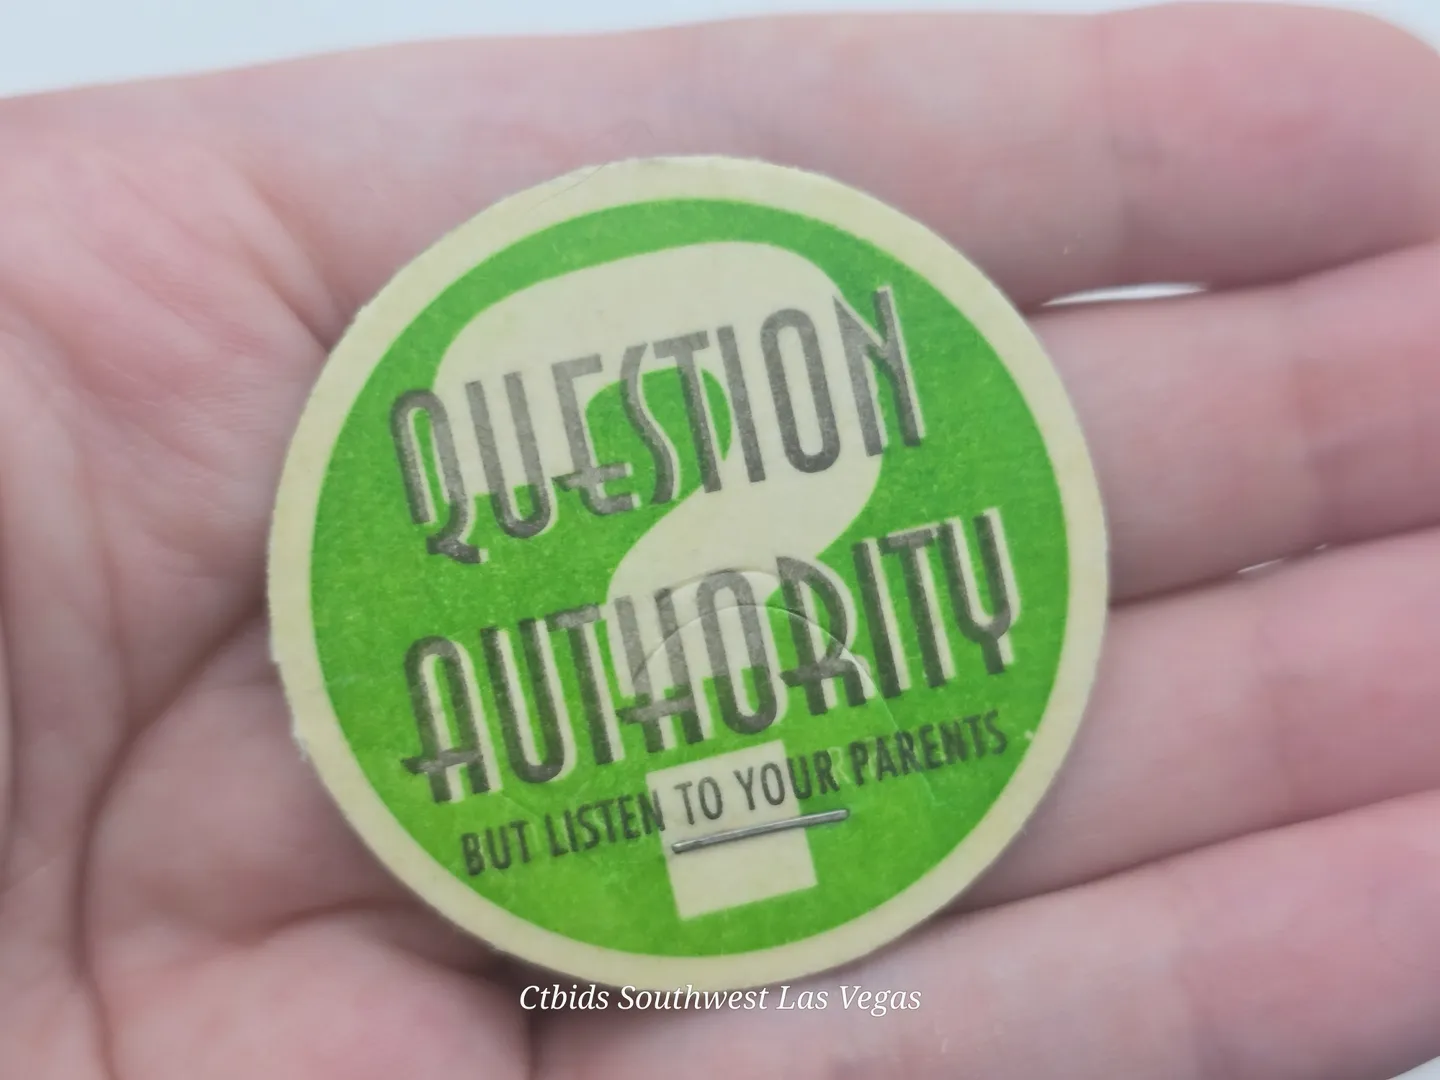 QUESTION
AUTHORITY
BUT LISTEN TO YOUR PARENTS
Ctbids Southwest Las Vegas